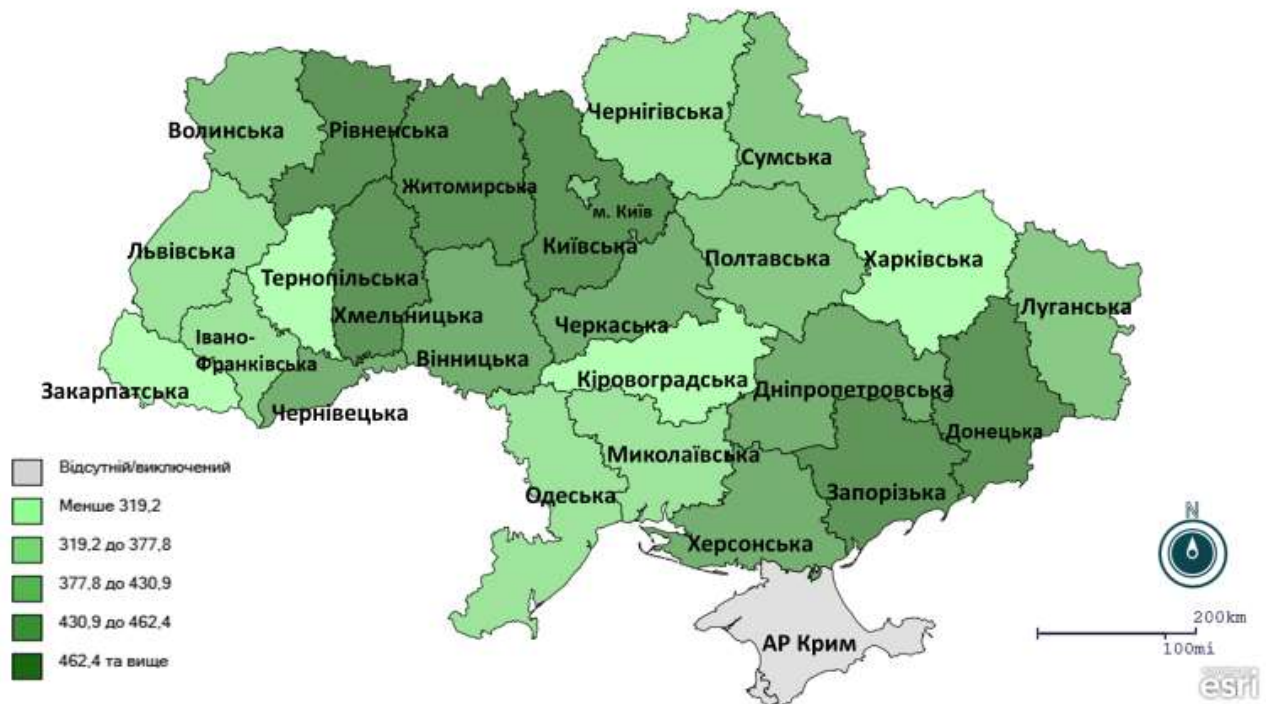 Чернігівська
Волинська
Рівненська
Сумська
Житомирська
м. Київ
Київська
Львівська
Тернопільська
Полтавська
Харківська
Хмельницька
Черкаська
Луганська
Івано-
Франківська
Вінницька
Закарпатська
Кіровоградська
Дніпропетровська
Чернівецька
Донецька
Миколаївська
Одеська
Запорізька
Херсонська
АР Крим
Відсутній/виключений
Менше 319,2
319,2 до 377,8
377,8 до 430,9
430,9 до 462,4
462,4 та вище
N
200km
100mi
esri